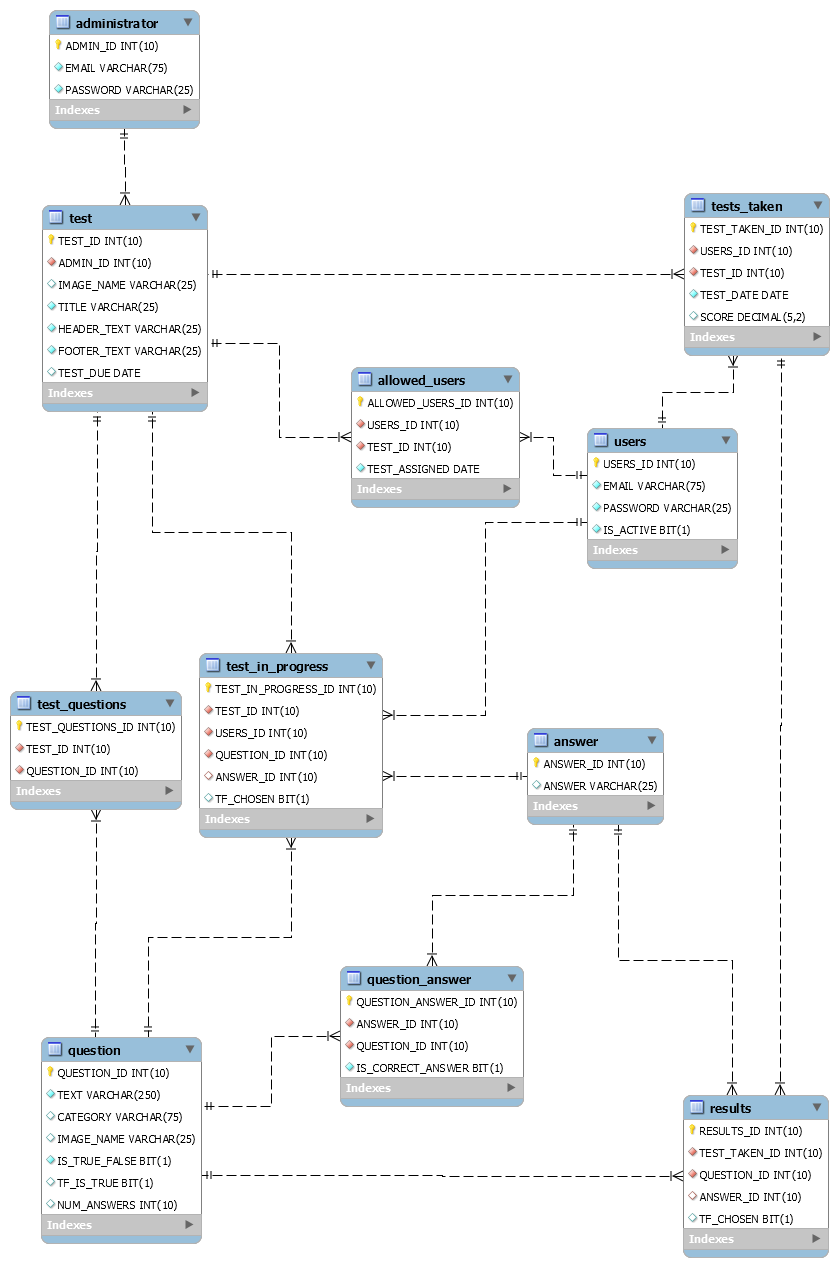 administrator
ADMIN_ID INT(10)
EMAIL VARCHAR(75)
PASSWORD VARCHAR(25)
Indexes
test
TEST_ID INT(10)
ADMIN_ID INT(10)
IMAGE_NAME VARCHAR(25)
TITLE VARCHAR(25)
HEADER_TEXT VARCHAR(25)
FOOTER_TEXT VARCHAR(25)
TEST_DUE DATE
Indexes
tests_taken
TEST_TAKEN_ID INT(10)
USERS_ID INT(10)
TEST_ID INT(10)
TEST_DATE DATE
SCORE DECIMAL(5,2)
Indexes
allowed_users
ALLOWED_USERS_ID INT(10)
USERS_ID INT(10)
TEST_ID INT(10)
TEST_ASSIGNED DATE
Indexes
users
USERS_ID INT(10)
EMAIL VARCHAR(75)
PASSWORD VARCHAR(25)
IS_ACTIVE BIT(1)
Indexes
test_in_progress
TEST_IN_PROGRESS_ID INT(10)
TEST_ID INT(10)
USERS_ID INT(10)
QUESTION_ID INT(10)
ANSWER_ID INT(10)
TF_CHOSEN BIT(1)
Indexes
test_questions
TEST_QUESTIONS_ID INT(10)
TEST_ID INT(10)
QUESTION_ID INT(10)
Indexes
answer
ANSWER_ID INT(10)
ANSWER VARCHAR(25)
Indexes
question_answer
QUESTION_ANSWER_ID INT(10)
ANSWER_ID INT(10)
QUESTION_ID INT(10)
IS_CORRECT_ANSWER BIT(1)
Indexes
question
QUESTION_ID INT(10)
TEXT VARCHAR(250)
CATEGORY VARCHAR(75)
IMAGE_NAME VARCHAR(25)
IS_TRUE_FALSE BIT(1)
TF_IS_TRUE BIT(1)
NUM_ANSWERS INT(10)
Indexes
results
RESULTS_ID INT(10)
TEST_TAKEN_ID INT(10)
QUESTION_ID INT(10)
ANSWER_ID INT(10)
TF_CHOSEN BIT(1)
Indexes